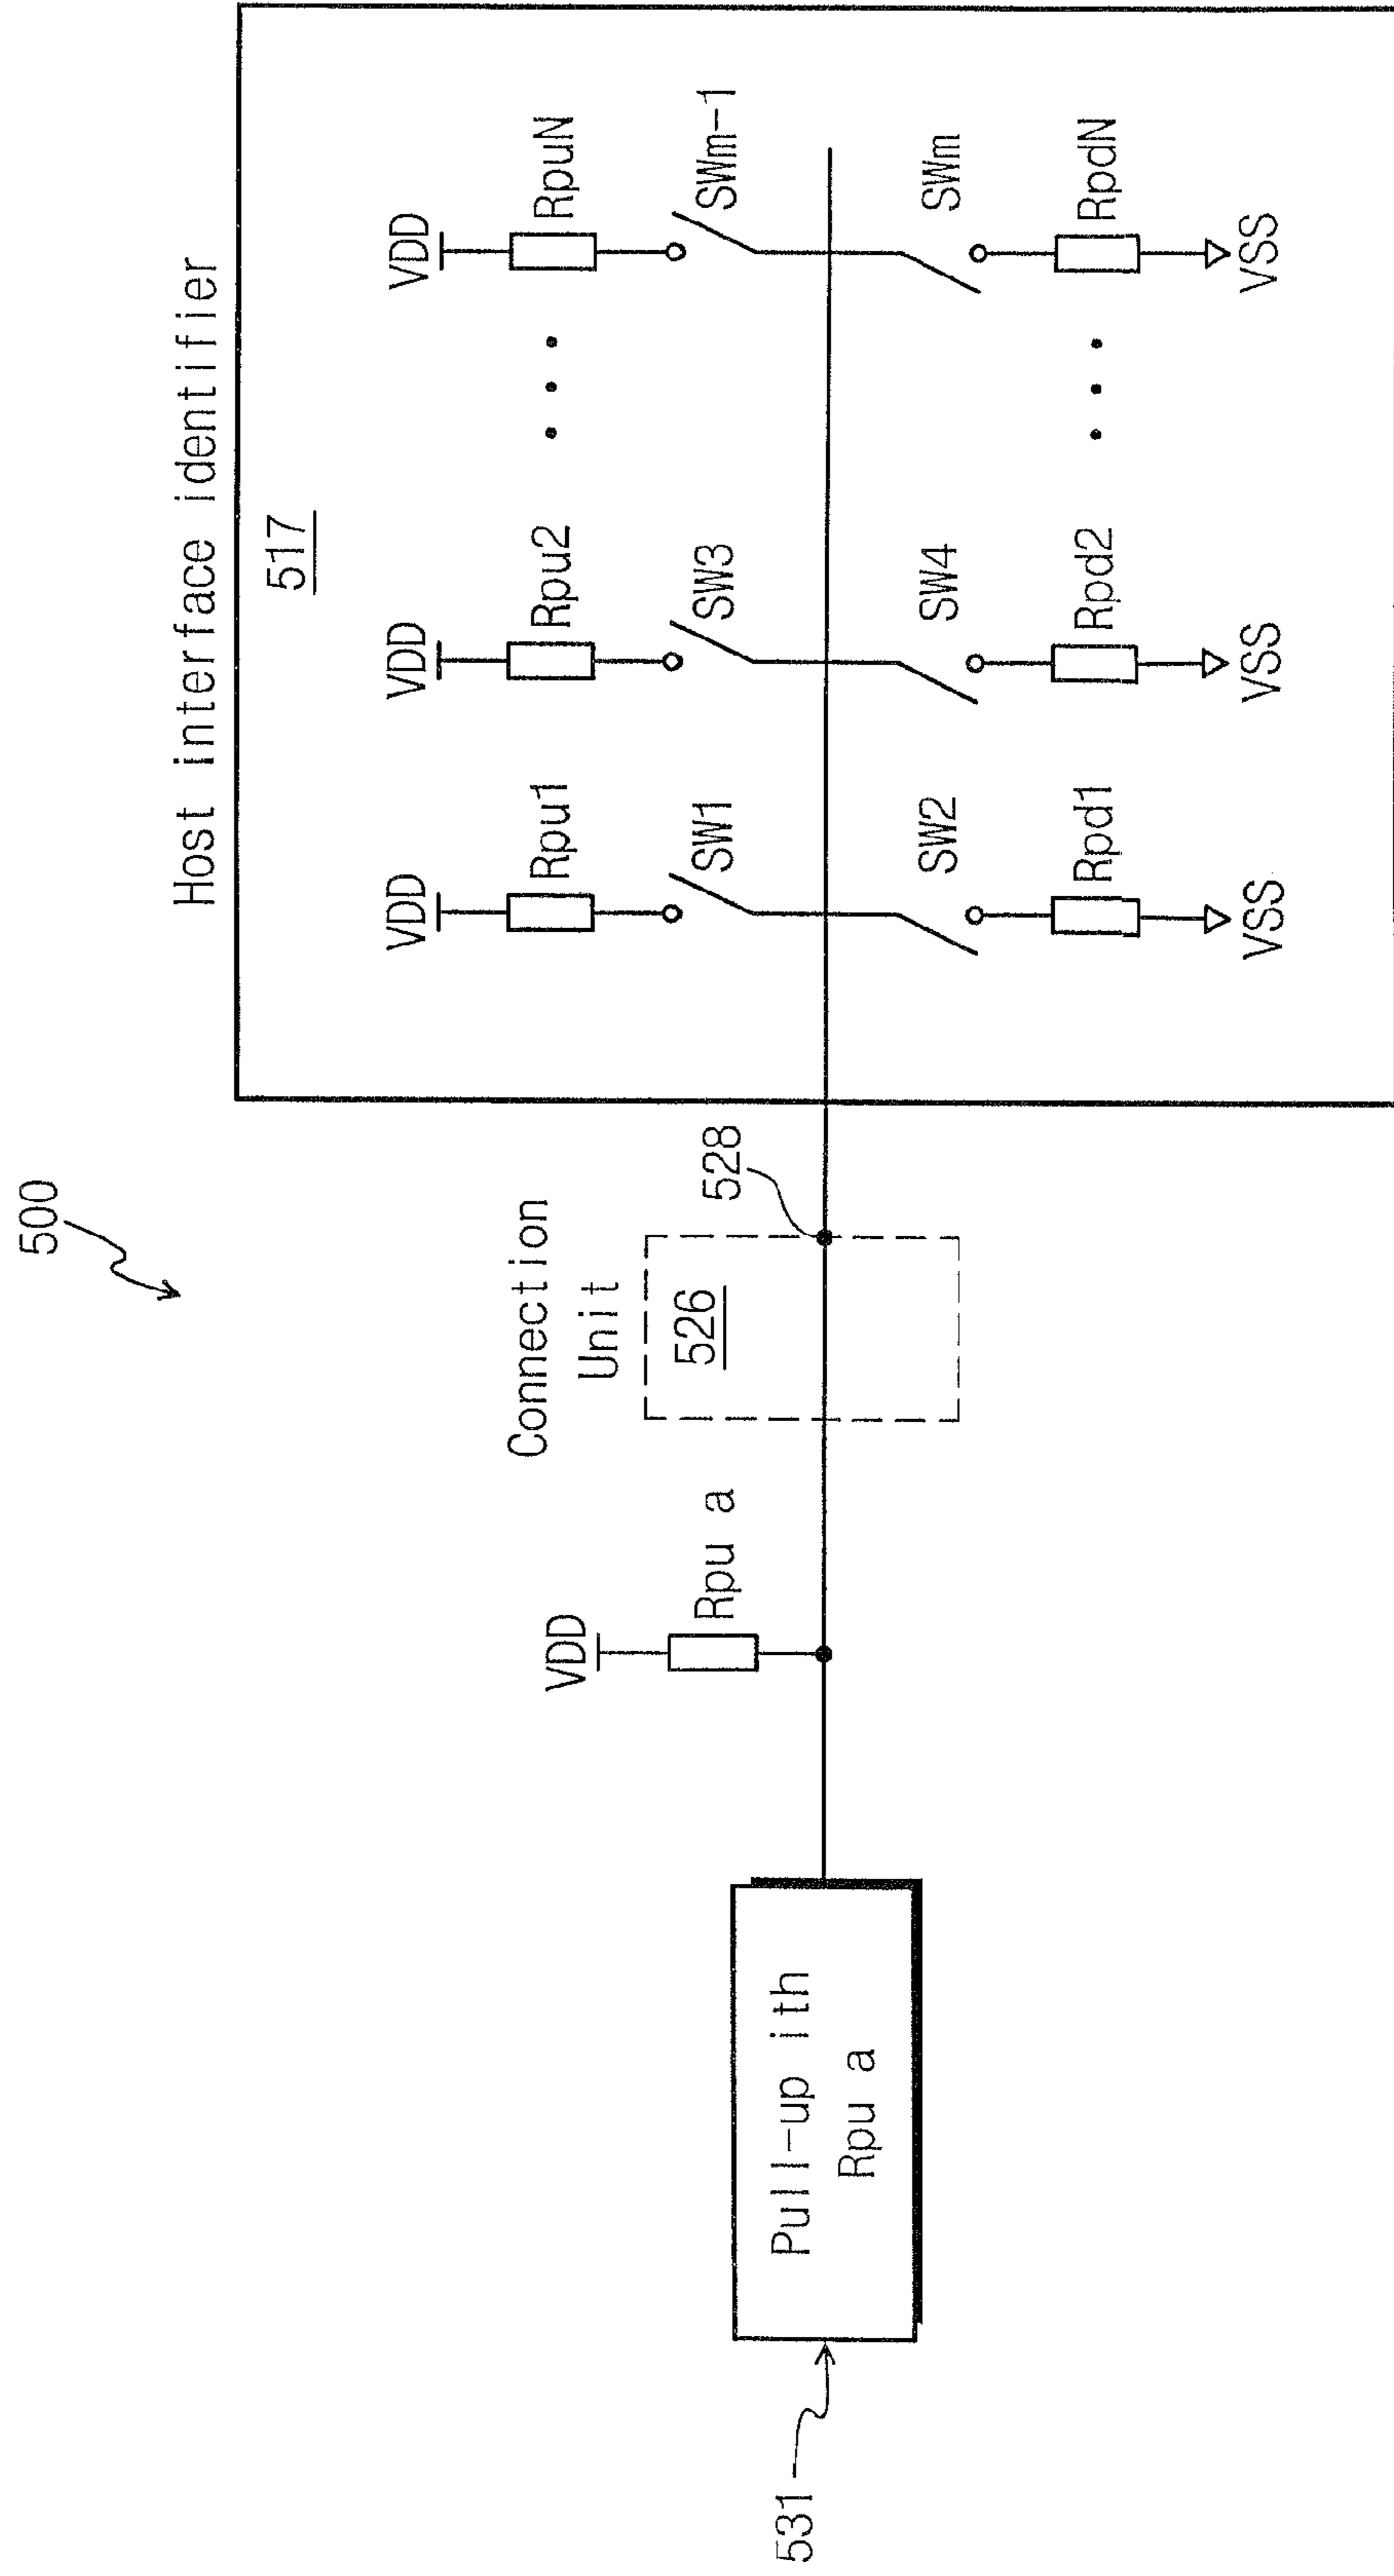 500
Host interface identifier
517
VDD
VDD
VDD
Rpu1
Rpu2
RpuN
SW1
SW3
SWm-1
SW2
SW4
SWm
Rpd1
Rpd2
RpdN
VSS
VSS
VSS
Connection
Unit
526
528
VDD
Rpu a
Pull-up ith
Rpu a
531